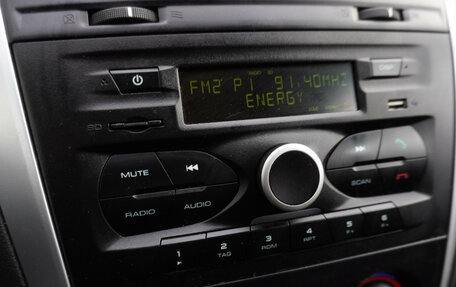 DISP
FM2 P1 91.40MHZ
ENERGY
SD
MUTE
RADIO
AUDIO
SCAN
1 2 3 4 5 6
TAG RDM RPT F- F+